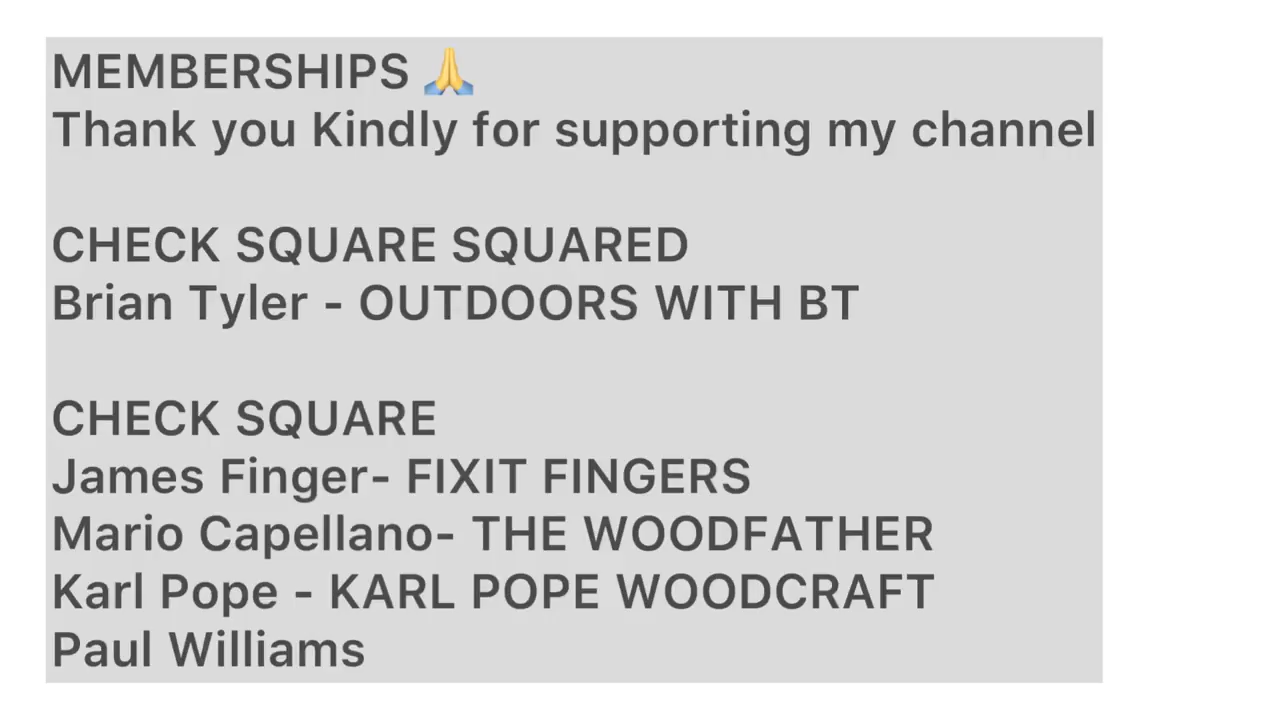 MEMBERSHIPS 🙏
Thank you Kindly for supporting my channel
CHECK SQUARE SQUARED
Brian Tyler - OUTDOORS WITH BT
CHECK SQUARE
James Finger- FIXIT FINGERS
Mario Capellano- THE WOODFATHER
Karl Pope - KARL POPE WOODCRAFT
Paul Williams